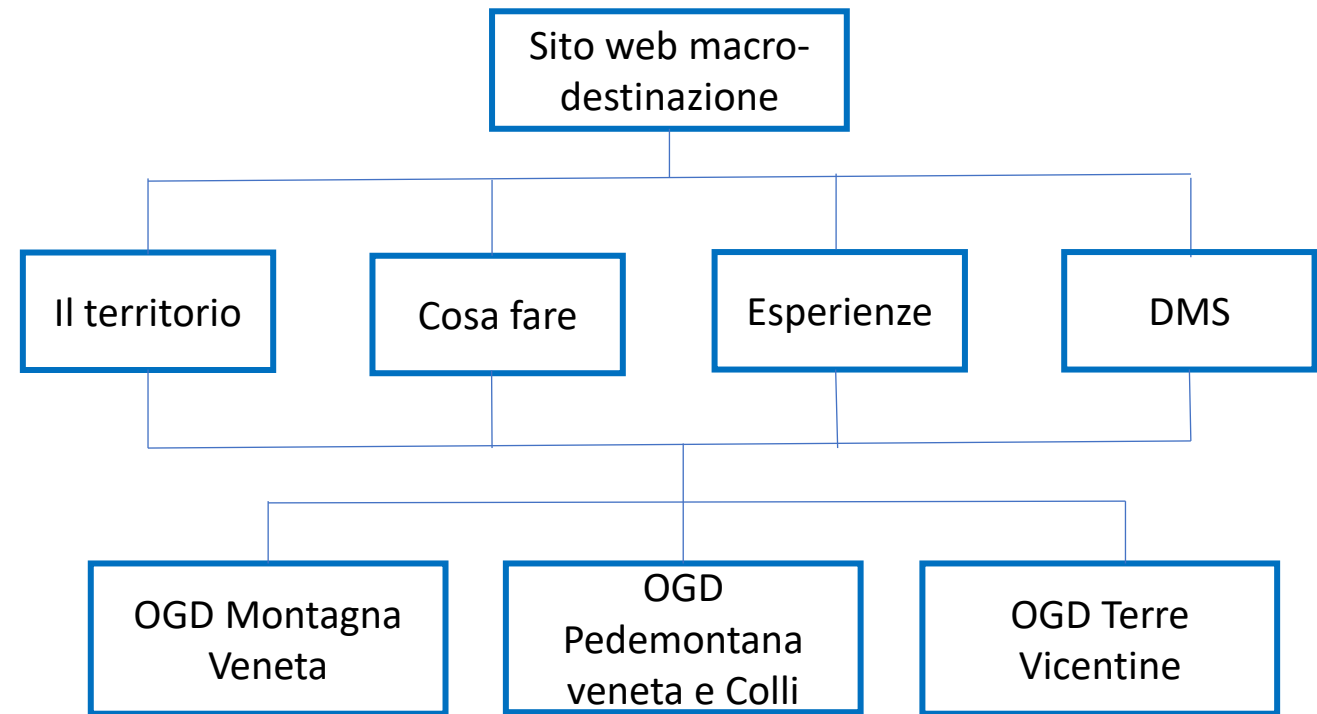 Sito web macro-
destinazione
Il territorio
Cosa fare
Esperienze
DMS
OGD Montagna
Veneta
OGD
Pedemontana
veneta e Colli
OGD Terre
Vicentine